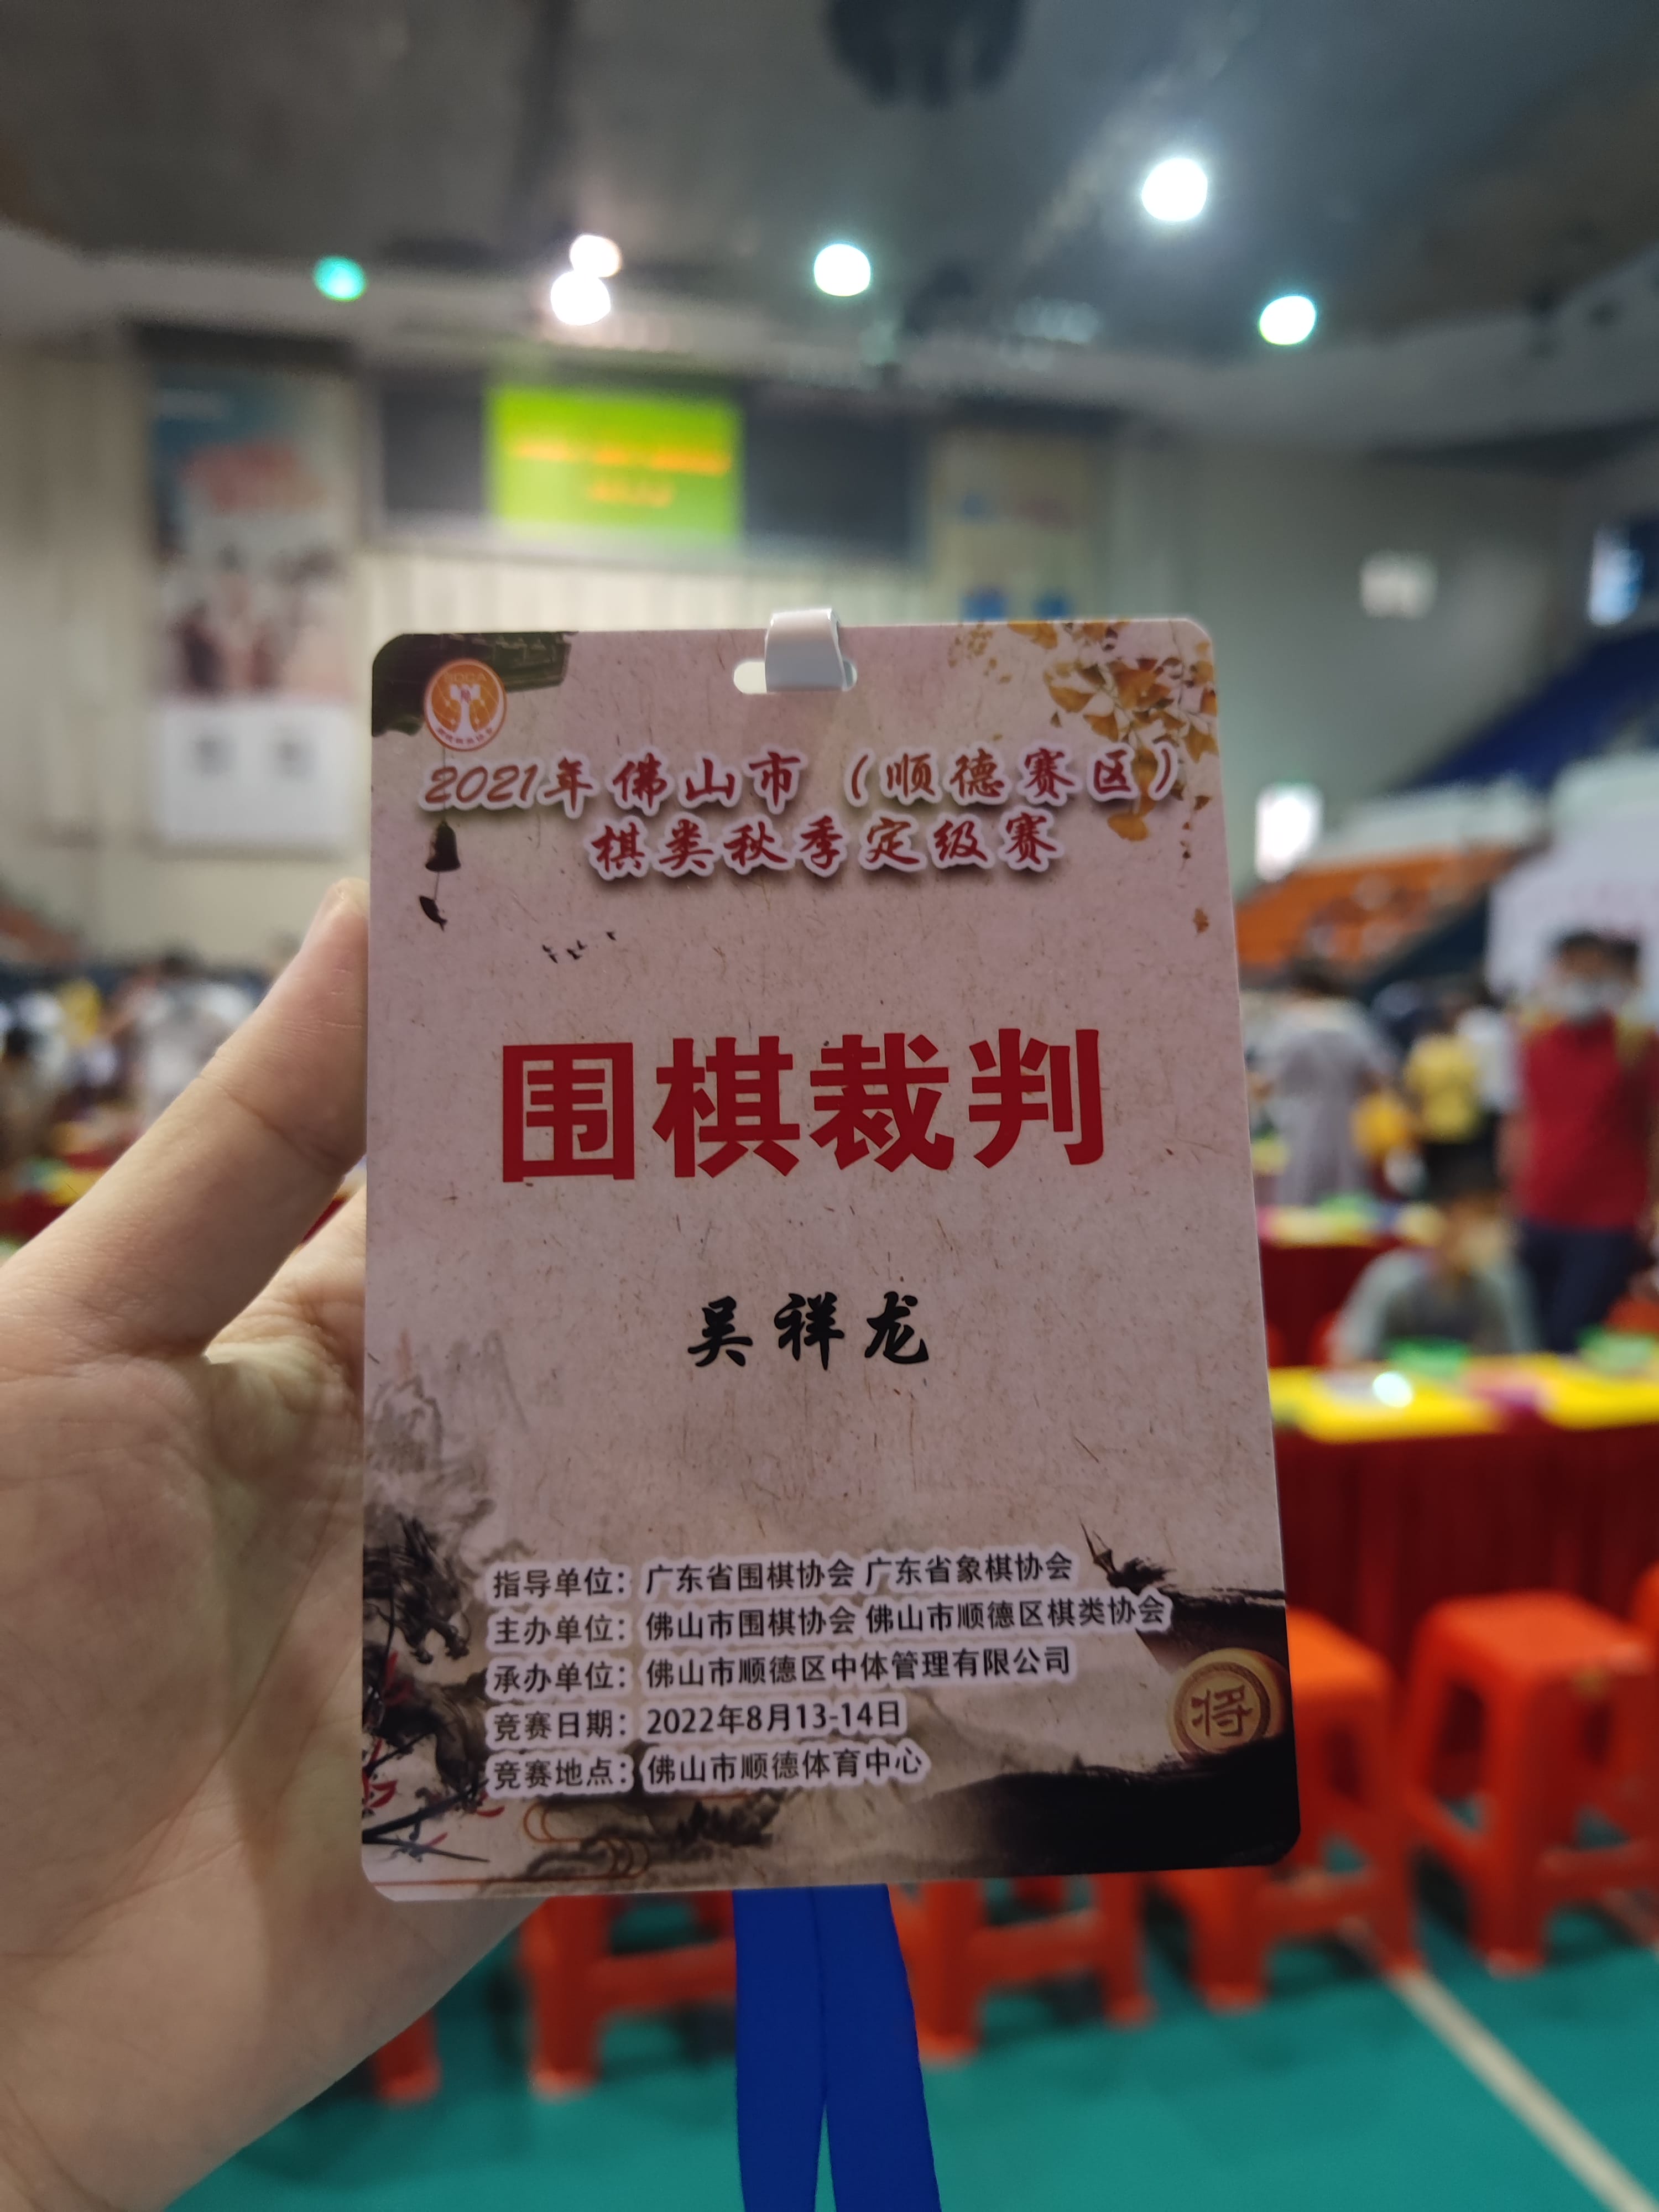 SDCA
2021年佛山市（顺德赛区）
棋类秋季定级赛
围棋裁判
吴祥龙
指导单位：广东省围棋协会 广东省象棋协会
主办单位：佛山市围棋协会 佛山市顺德区棋类协会
承办单位：佛山市顺德区中体管理有限公司
竞赛日期：2022年8月13-14日
竞赛地点：佛山市顺德体育中心
将